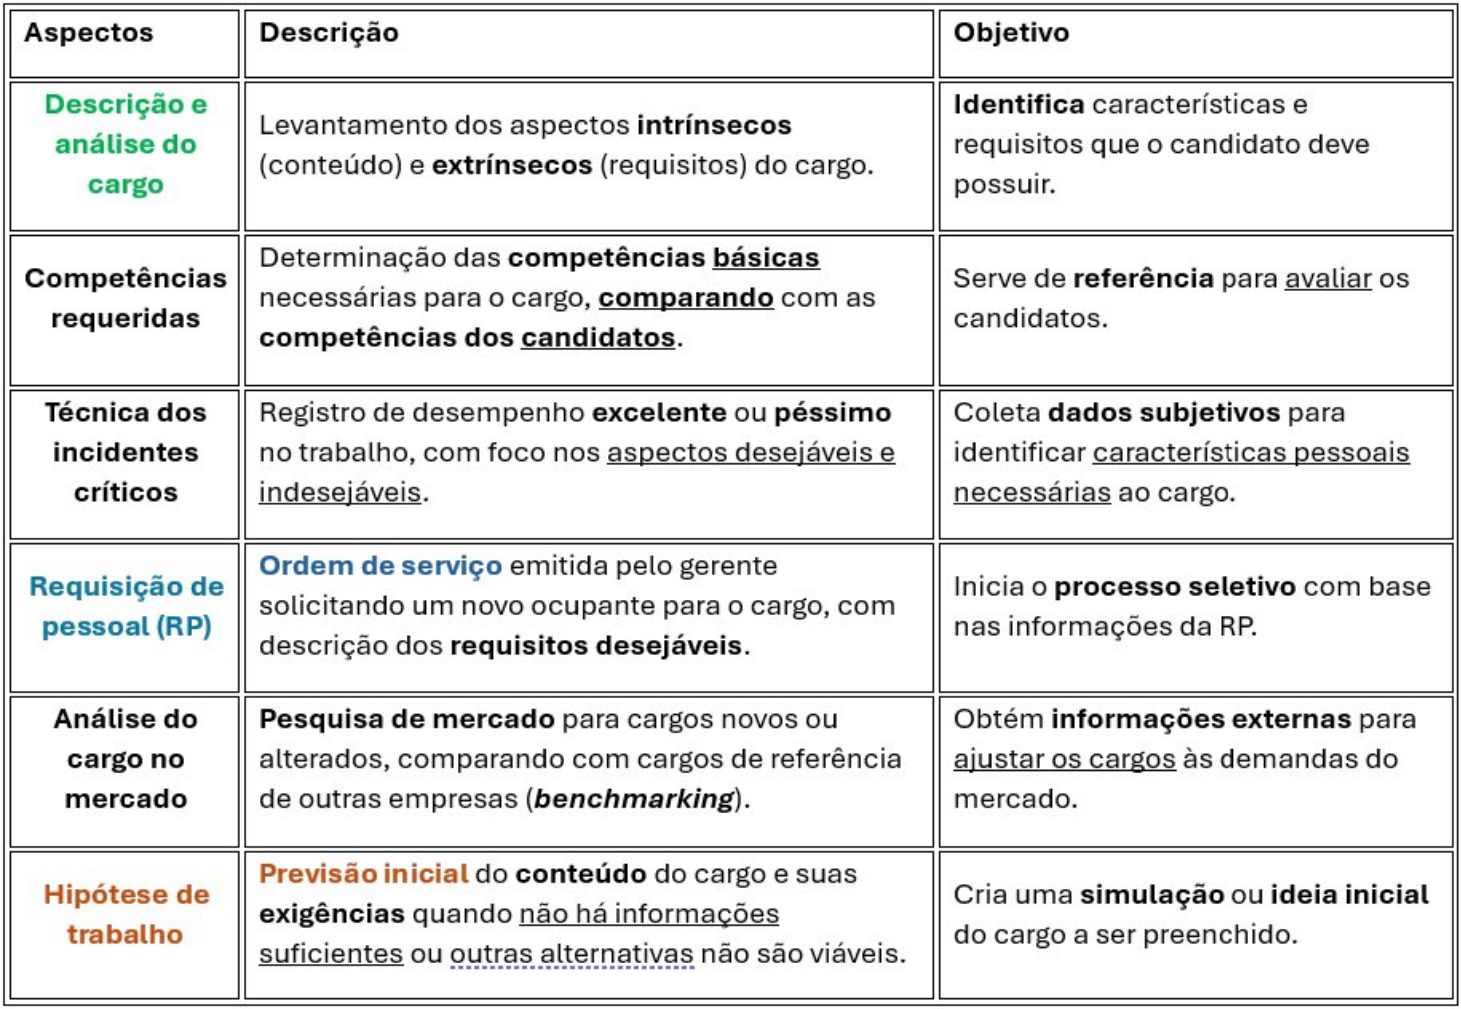 Aspectos
Descrição
Objetivo
Descrição e
análise do
cargo
Levantamento dos aspectos intrínsecos
(conteúdo) e extrínsecos (requisitos) do cargo.
Identifica características e
requisitos que o candidato deve
possuir.
Competências
requeridas
Determinação das competências básicas
necessárias para o cargo, comparando com as
competências dos candidatos.
Serve de referência para avaliar os
candidatos.
Técnica dos
incidentes
críticos
Registro de desempenho excelente ou péssimo
no trabalho, com foco nos aspectos desejáveis e
indesejáveis.
Coleta dados subjetivos para
identificar características pessoais
necessárias ao cargo.
Requisição de
pessoal (RP)
Ordem de serviço emitida pelo gerente
solicitando um novo ocupante para o cargo, com
descrição dos requisitos desejáveis.
Inicia o processo seletivo com base
nas informações da RP.
Análise do
cargo no
mercado
Pesquisa de mercado para cargos novos ou
alterados, comparando com cargos de referência
de outras empresas (benchmarking).
Obtém informações externas para
ajustar os cargos às demandas do
mercado.
Hipótese de
trabalho
Previsão inicial do conteúdo do cargo e suas
exigências quando não há informações
suficientes ou outras alternativas não são viáveis.
Cria uma simulação ou ideia inicial
do cargo a ser preenchido.